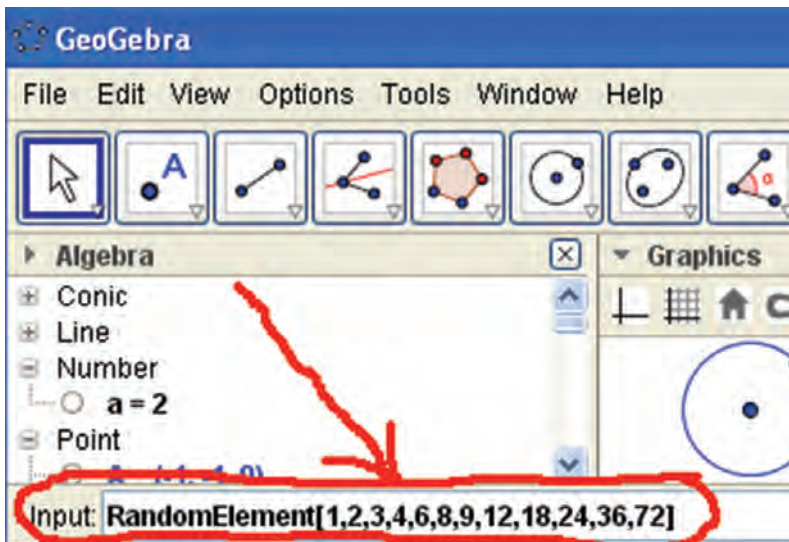 GeoGebra
File Edit View Options Tools Window Help
A
α
Algebra
Graphics
Conic
Line
Number
a = 2
Point
Input: RandomElement[1,2,3,4,6,8,9,12,18,24,36,72]